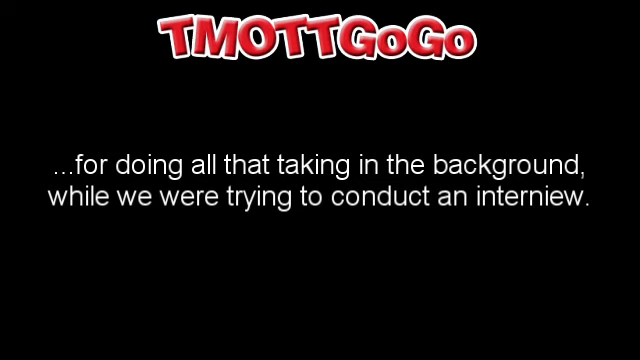 TMOTTGoGo
...for doing all that taking in the background,
while we were trying to conduct an interniew.